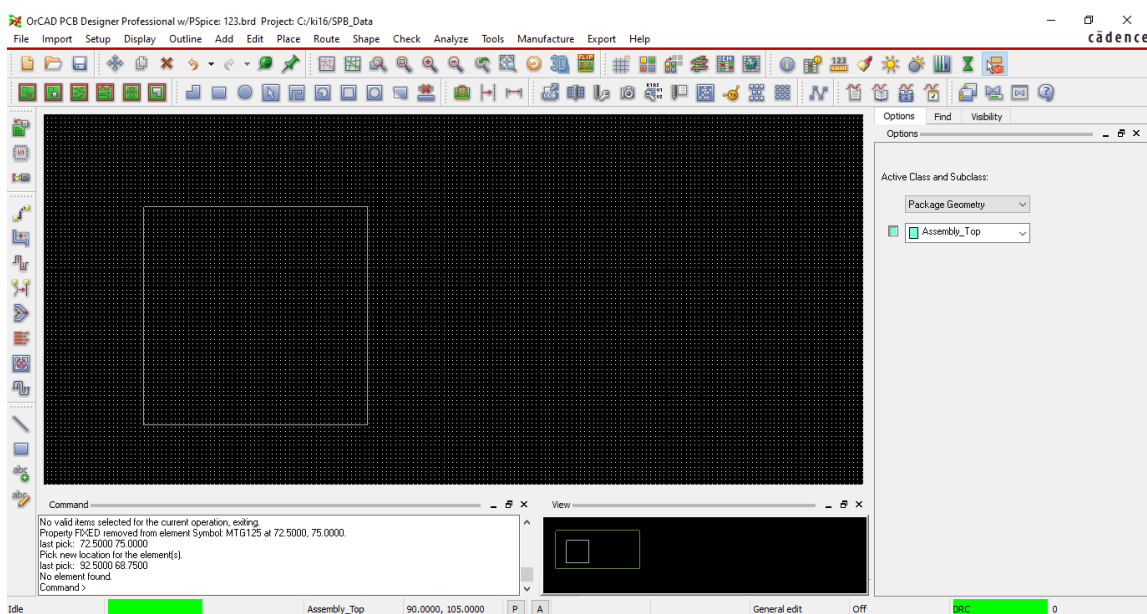 OrCAD PCB Designer Professional w/PSpice: 123.brd Project: C:/ki16/SPB_Data
File Import Setup Display Outline Add Edit Place Route Shape Check Analyze Tools Manufacture Export Help
cādence
Options Find Visibility
Options
Active Class and Subclass:
Package Geometry
Assembly_Top
Command
No valid items selected for the current operation, exiting.
Property FIXED removed from element Symbol: MTG125 at 72.5000, 75.0000.
last pick: 72.5000 75.0000
Pick new location for the element(s).
last pick: 92.5000 68.7500
No element found.
Command >
View
Idle Assembly_Top 90.0000, 105.0000 P A General edit Off DRC 0